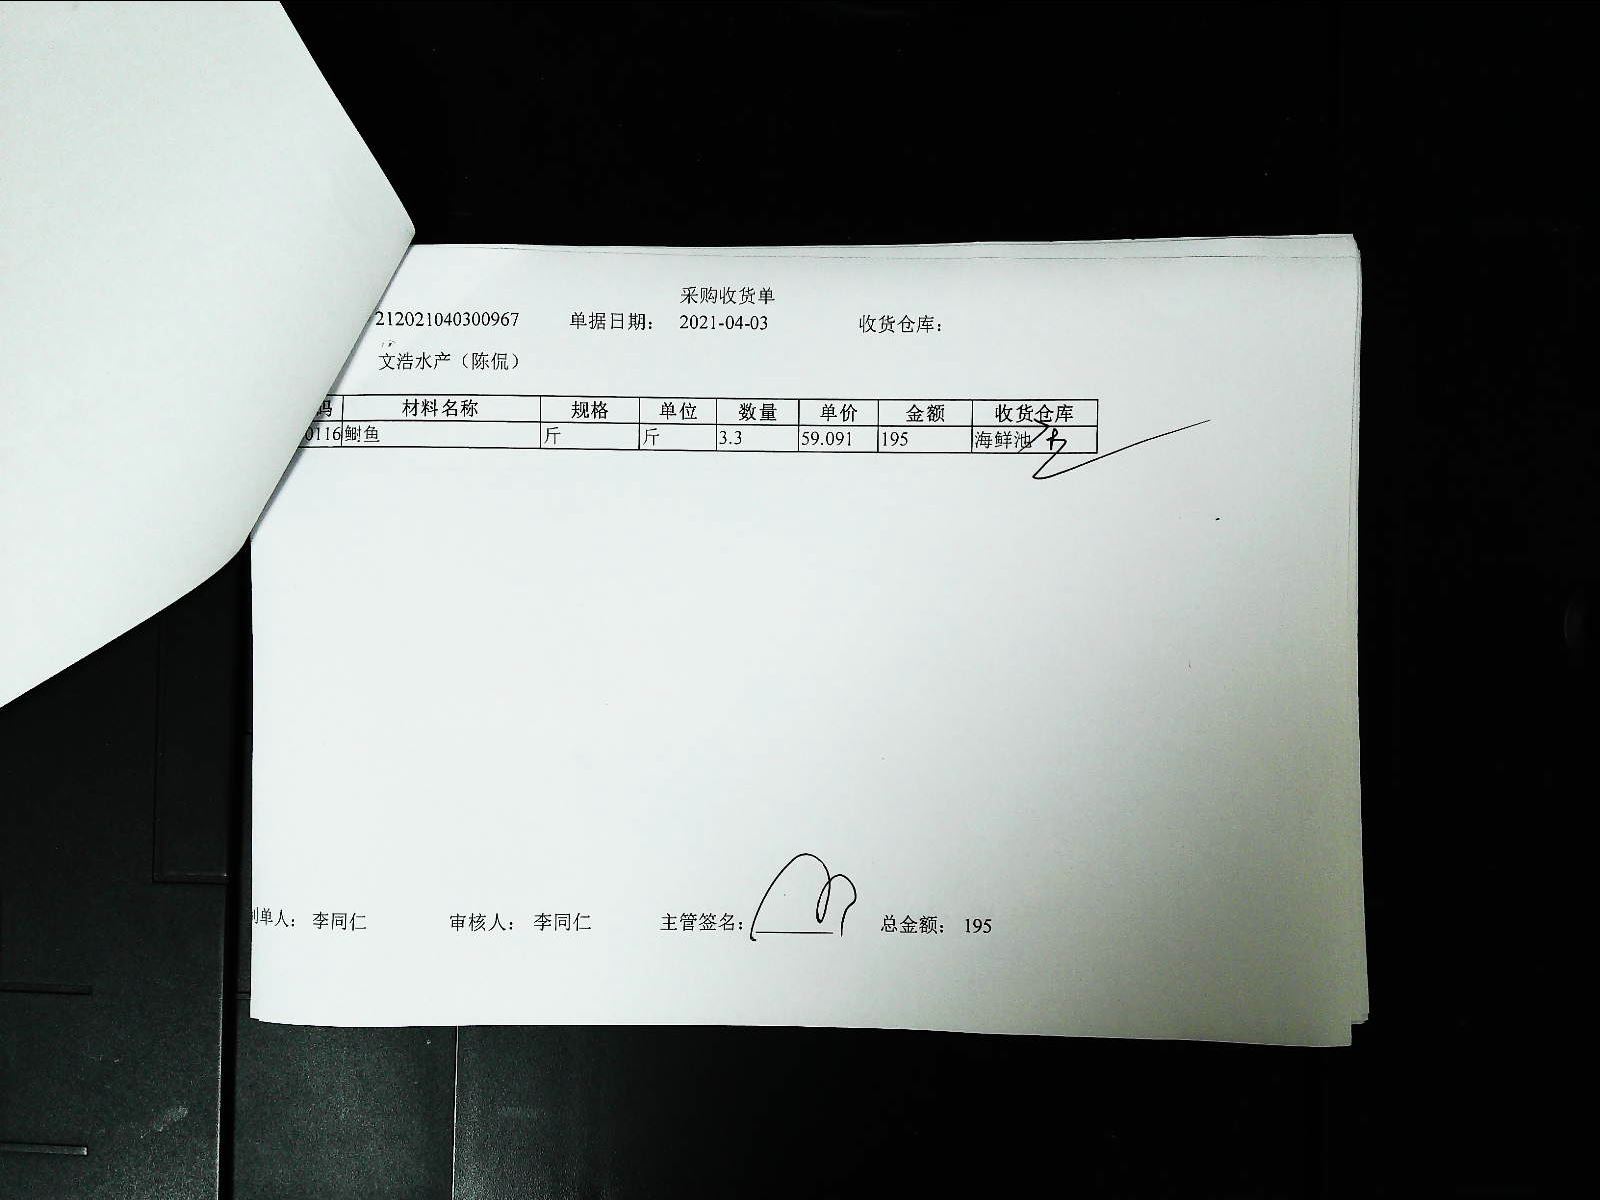 采购收货单
212021040300967 单据日期： 2021-04-03 收货仓库：
文浩水产（陈侃）
码 材料名称 规格 单位 数量 单价 金额 收货仓库
0116 鲥鱼 斤 斤 3.3 59.091 195 海鲜池
制单人： 李同仁 审核人： 李同仁 主管签名： 总金额： 195